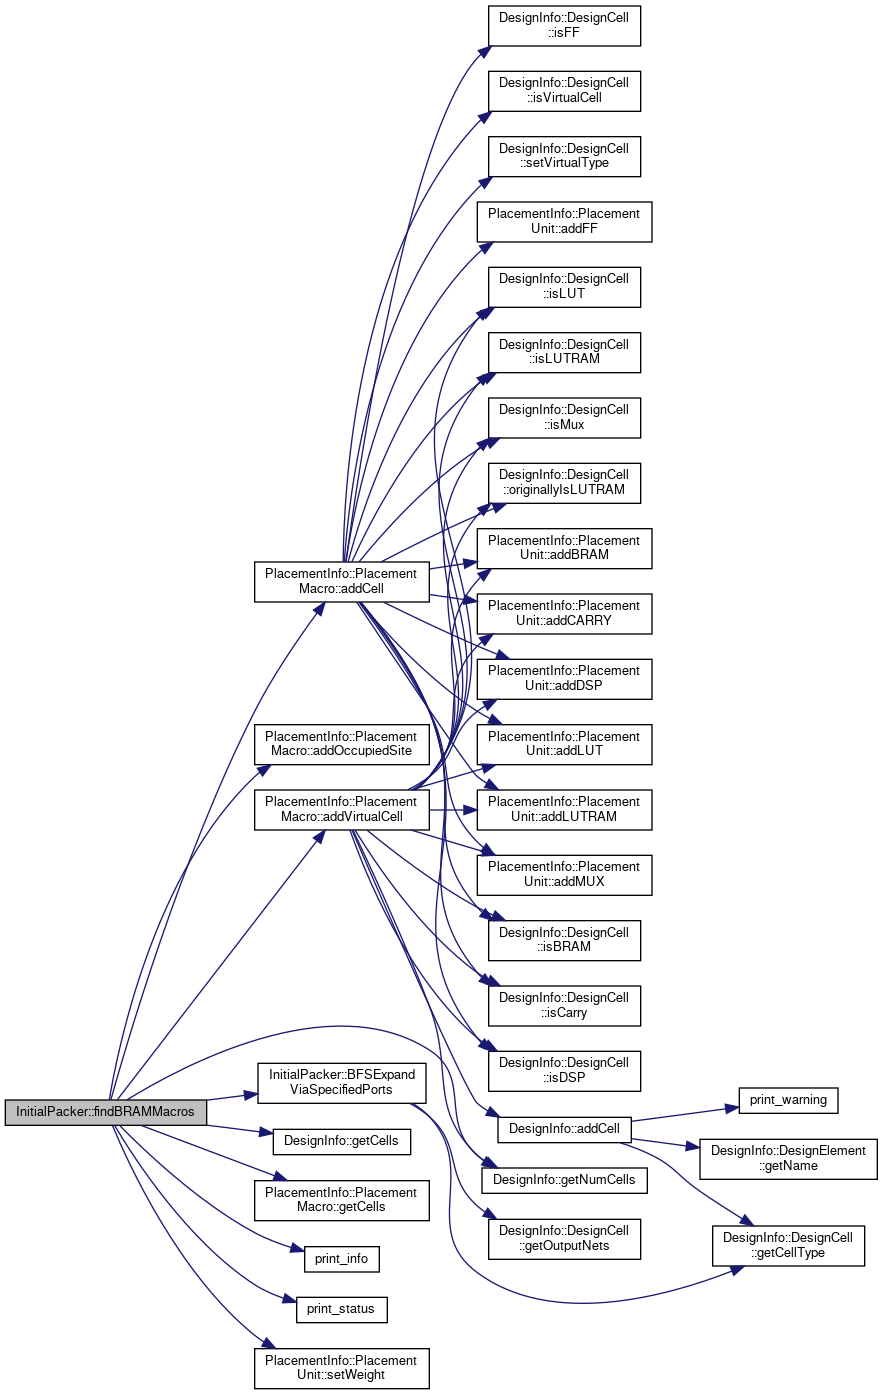 DesignInfo::DesignCell
::isFF
DesignInfo::DesignCell
::isVirtualCell
DesignInfo::DesignCell
::setVirtualType
PlacementInfo::Placement
Unit::addFF
DesignInfo::DesignCell
::isLUT
DesignInfo::DesignCell
::isLUTRAM
DesignInfo::DesignCell
::isMux
DesignInfo::DesignCell
::originallyIsLUTRAM
PlacementInfo::Placement
Unit::addBRAM
PlacementInfo::Placement
Macro::addCell
PlacementInfo::Placement
Unit::addCARRY
PlacementInfo::Placement
Unit::addDSP
PlacementInfo::Placement
Macro::addOccupiedSite
PlacementInfo::Placement
Unit::addLUT
PlacementInfo::Placement
Macro::addVirtualCell
PlacementInfo::Placement
Unit::addLUTRAM
PlacementInfo::Placement
Unit::addMUX
DesignInfo::DesignCell
::isBRAM
DesignInfo::DesignCell
::isCarry
DesignInfo::DesignCell
::isDSP
InitialPacker::BFSExpand
ViaSpecifiedPorts
InitialPacker::findBRAMMacros
print_warning
DesignInfo::addCell
DesignInfo::getCells
DesignInfo::DesignElement
::getName
DesignInfo::getNumCells
PlacementInfo::Placement
Macro::getCells
DesignInfo::DesignCell
::getOutputNets
DesignInfo::DesignCell
::getCellType
print_info
print_status
PlacementInfo::Placement
Unit::setWeight